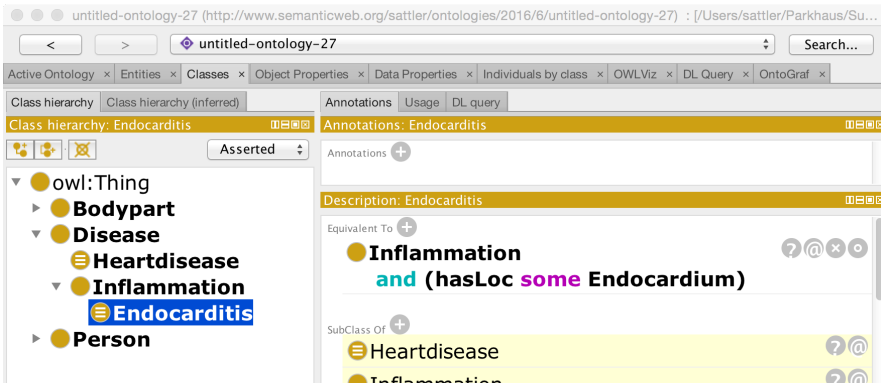 untitled-ontology-27 (http://www.semanticweb.org/sattler/ontologies/2016/6/untitled-ontology-27) : [/Users/sattler/Parkhaus/Su...
< > untitled-ontology-27 Search...
Active Ontology × Entities × Classes × Object Properties × Data Properties × Individuals by class × OWLViz × DL Query × OntoGraf ×
Class hierarchy Class hierarchy (inferred)
Annotations Usage DL query
Class hierarchy: Endocarditis
Annotations: Endocarditis
Asserted
Annotations +
owl:Thing
Bodypart
Disease
Heartdisease
Inflammation
Endocarditis
Person
Description: Endocarditis
Equivalent To +
Inflammation ? @ × o
and (hasLoc some Endocardium)
SubClass Of +
Heartdisease ? @
Inflammation ? @